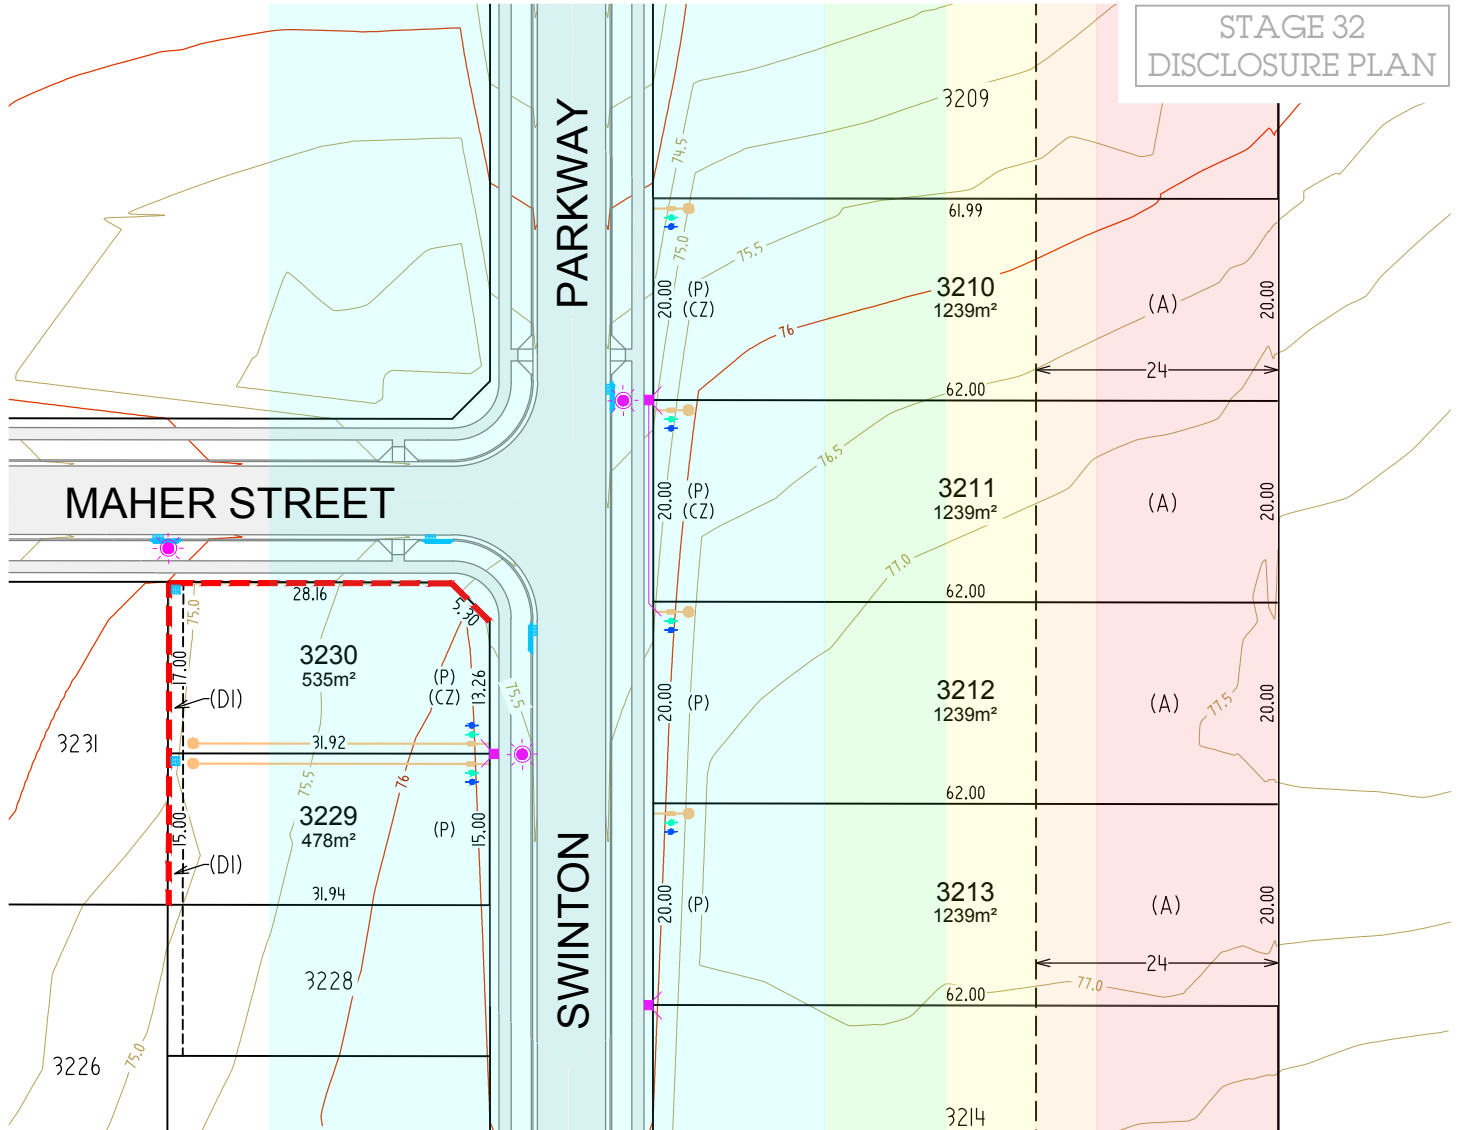 STAGE 32
DISCLOSURE PLAN
PARKWAY
3209
74.5
61.99
75.0
75.5
20.00
(P)
(CZ)
3210
1239m²
(A)
20.00
76
24
62.00
76.5
MAHER STREET
20.00
(P)
(CZ)
3211
1239m²
(A)
20.00
77.0
62.00
28.16
5.30
75.0
17.00
3230
535m²
(P)
(CZ)
13.26
(D1)
75.5
20.00
(P)
3212
1239m²
(A)
77.5
20.00
3231
31.92
75.5
76
62.00
3229
478m²
15.00
(P)
15.00
(D1)
31.94
SWINTON
20.00
(P)
3213
1239m²
(A)
20.00
24
3228
62.00
77.0
3226
75.0
3214